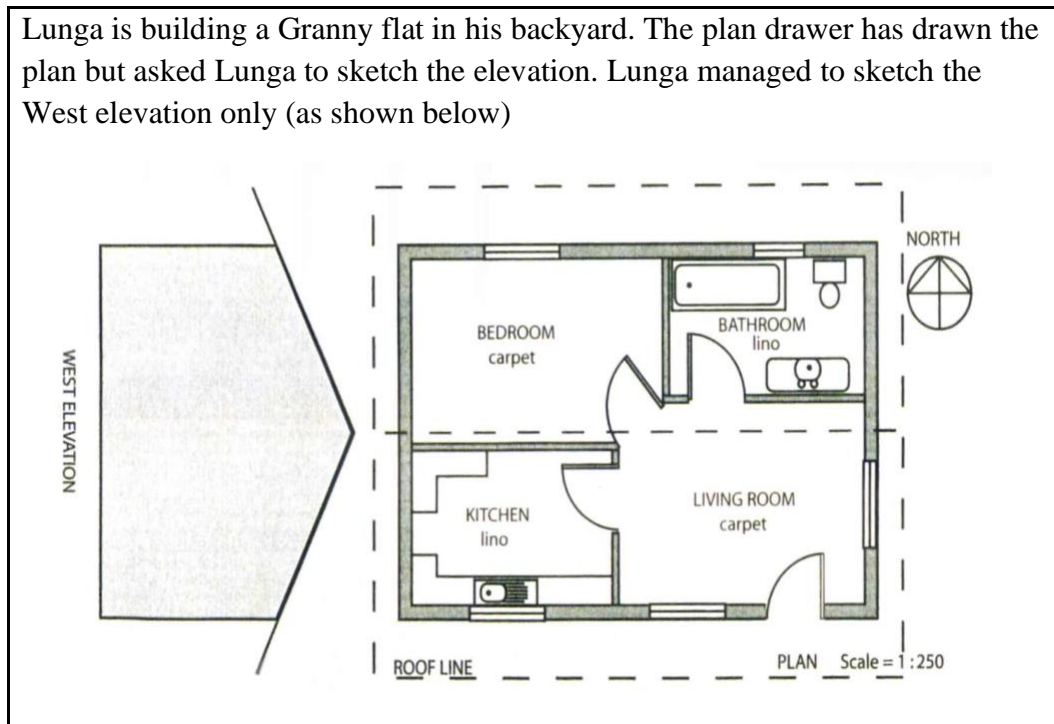 Lunga is building a Granny flat in his backyard. The plan drawer has drawn the
plan but asked Lunga to sketch the elevation. Lunga managed to sketch the
West elevation only (as shown below)
NORTH
WEST ELEVATION
BEDROOM
carpet
BATHROOM
lino
KITCHEN
lino
LIVING ROOM
carpet
ROOF LINE
PLAN Scale = 1 : 250